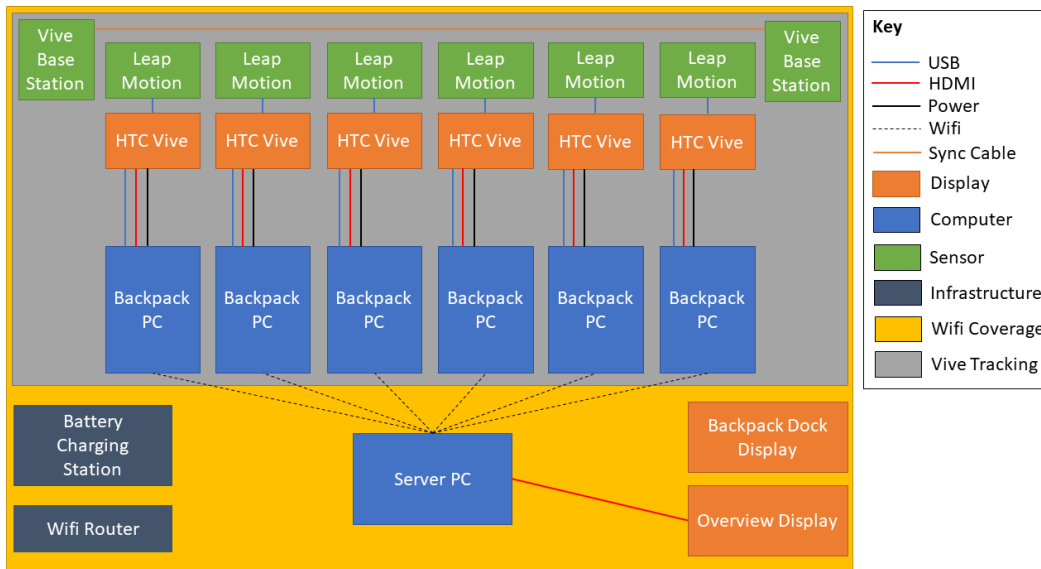 Vive
Base
Station
Leap
Motion
Leap
Motion
Leap
Motion
Leap
Motion
Leap
Motion
Leap
Motion
Vive
Base
Station
HTC Vive
HTC Vive
HTC Vive
HTC Vive
HTC Vive
HTC Vive
Backpack
PC
Backpack
PC
Backpack
PC
Backpack
PC
Backpack
PC
Backpack
PC
Battery
Charging
Station
Wifi Router
Server PC
Backpack Dock
Display
Overview Display
Key
USB
HDMI
Power
Wifi
Sync Cable
Display
Computer
Sensor
Infrastructure
Wifi Coverage
Vive Tracking